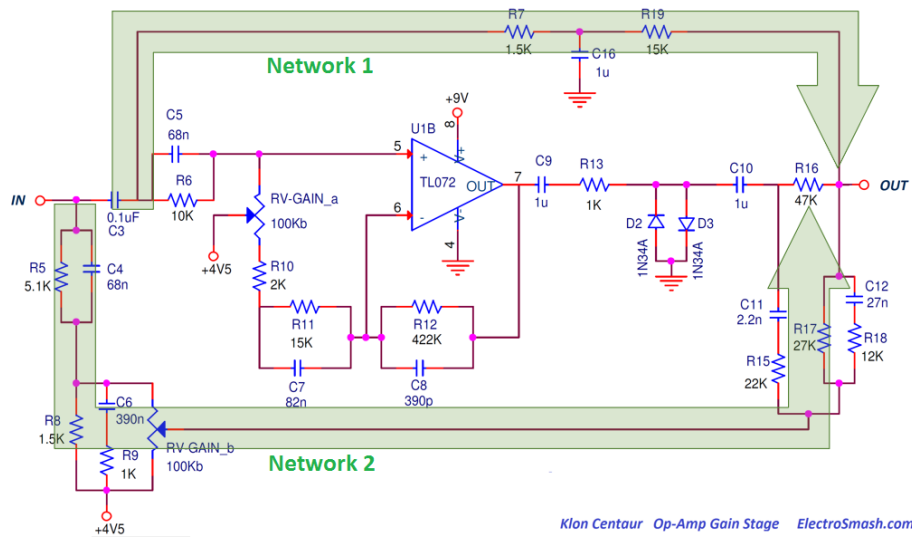 R7
1.5K
R19
15K
C16
1u
Network 1
+9V
C5
68n
U1B
8
V+
5
+
TL072
OUT
7
6
-
V-
4
C9
1u
R13
1K
C10
1u
R16
47K
OUT
IN
0.1uF
C3
R6
10K
RV-GAIN_a
100Kb
+4V5
D2
1N34A
D3
1N34A
R5
5.1K
C4
68n
R10
2K
R11
15K
C7
82n
R12
422K
C8
390p
C11
2.2n
R15
22K
R17
27K
C12
27n
R18
12K
R8
1.5K
C6
390n
R9
1K
RV-GAIN_b
100Kb
Network 2
+4V5
Klon Centaur Op-Amp Gain Stage ElectroSmash.com